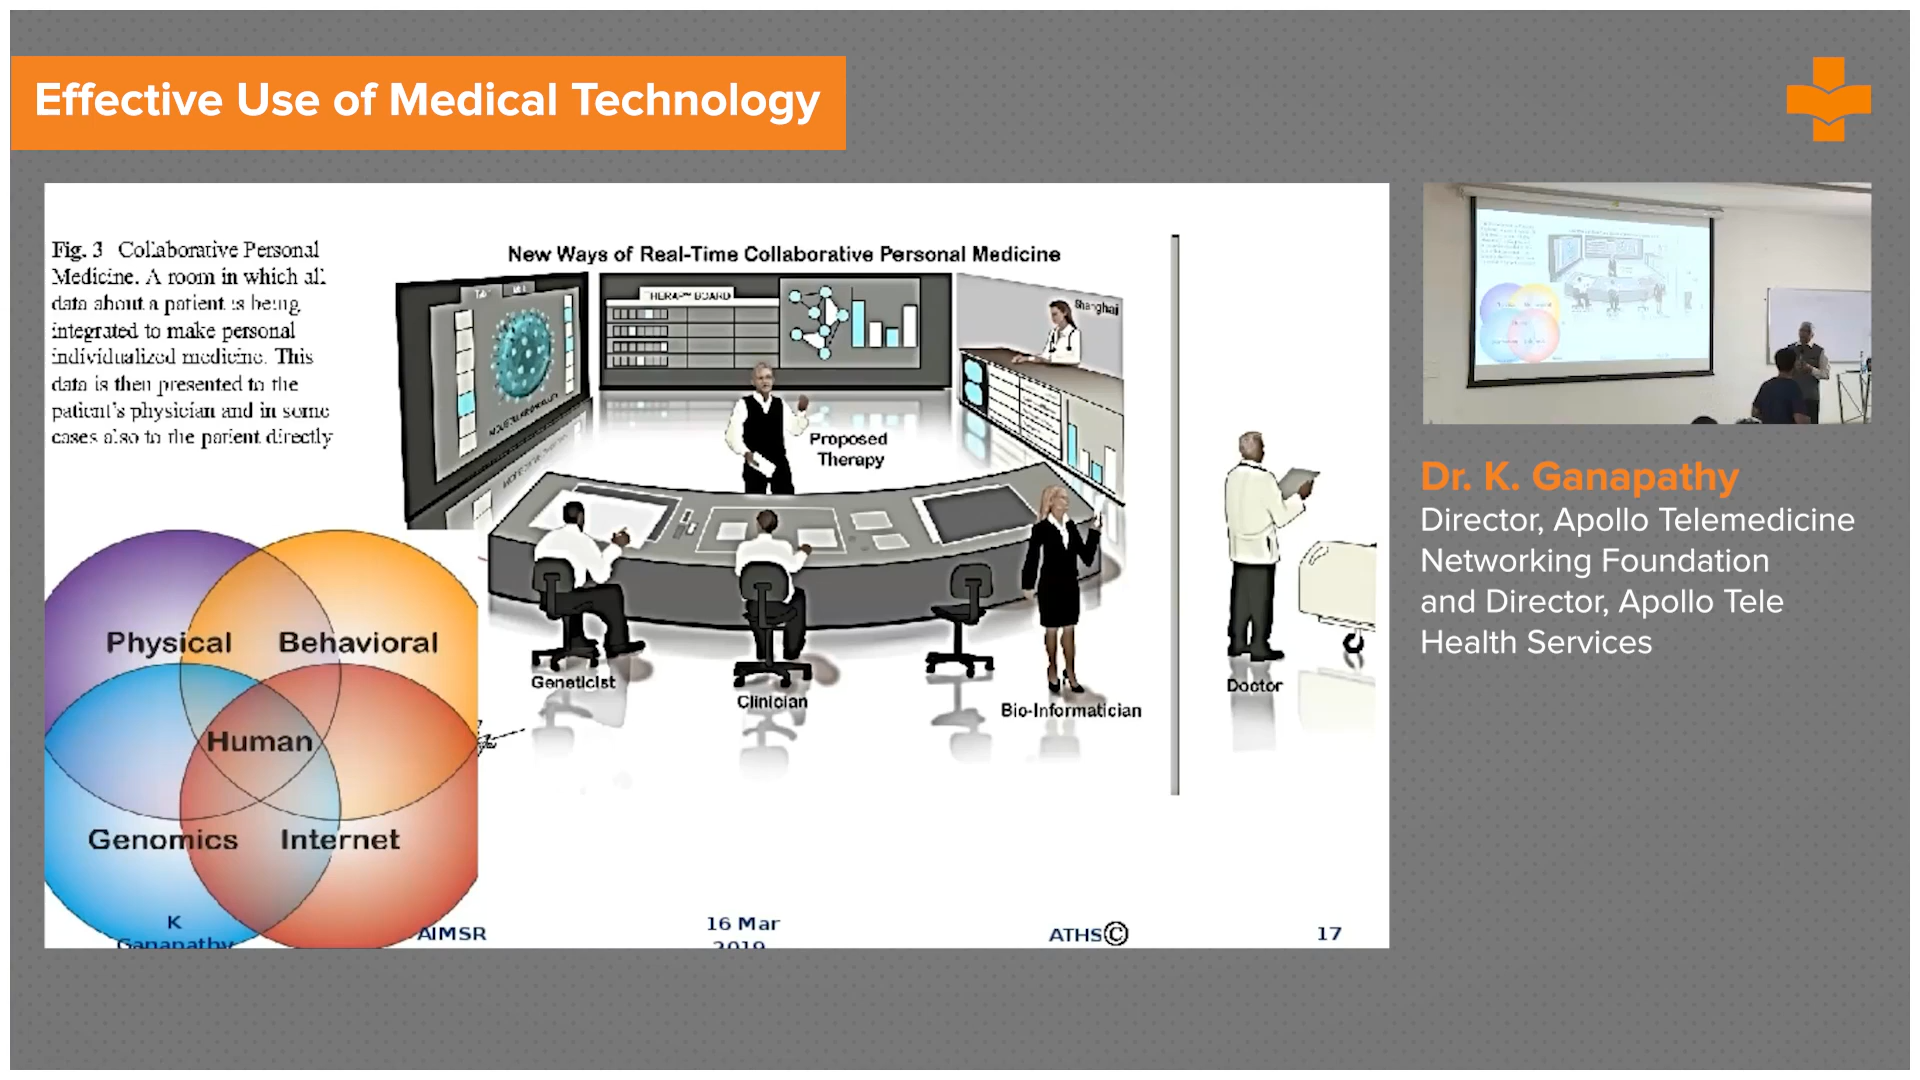 Effective Use of Medical Technology
Fig. 3 Collaborative Personal
Medicine. A room in which all
data about a patient is being
integrated to make personal
individualized medicine. This
data is then presented to the
patient's physician and in some
cases also to the patient directly
New Ways of Real-Time Collaborative Personal Medicine
THERAPY BOARD
Shanghai
Proposed
Therapy
Geneticist
Clinician
Bio-Informatician
Doctor
Physical
Behavioral
Human
Genomics
Internet
K
Ganapathy
AIMSR
16 Mar
2019
ATHS©
17
Dr. K. Ganapathy
Director, Apollo Telemedicine
Networking Foundation
and Director, Apollo Tele
Health Services